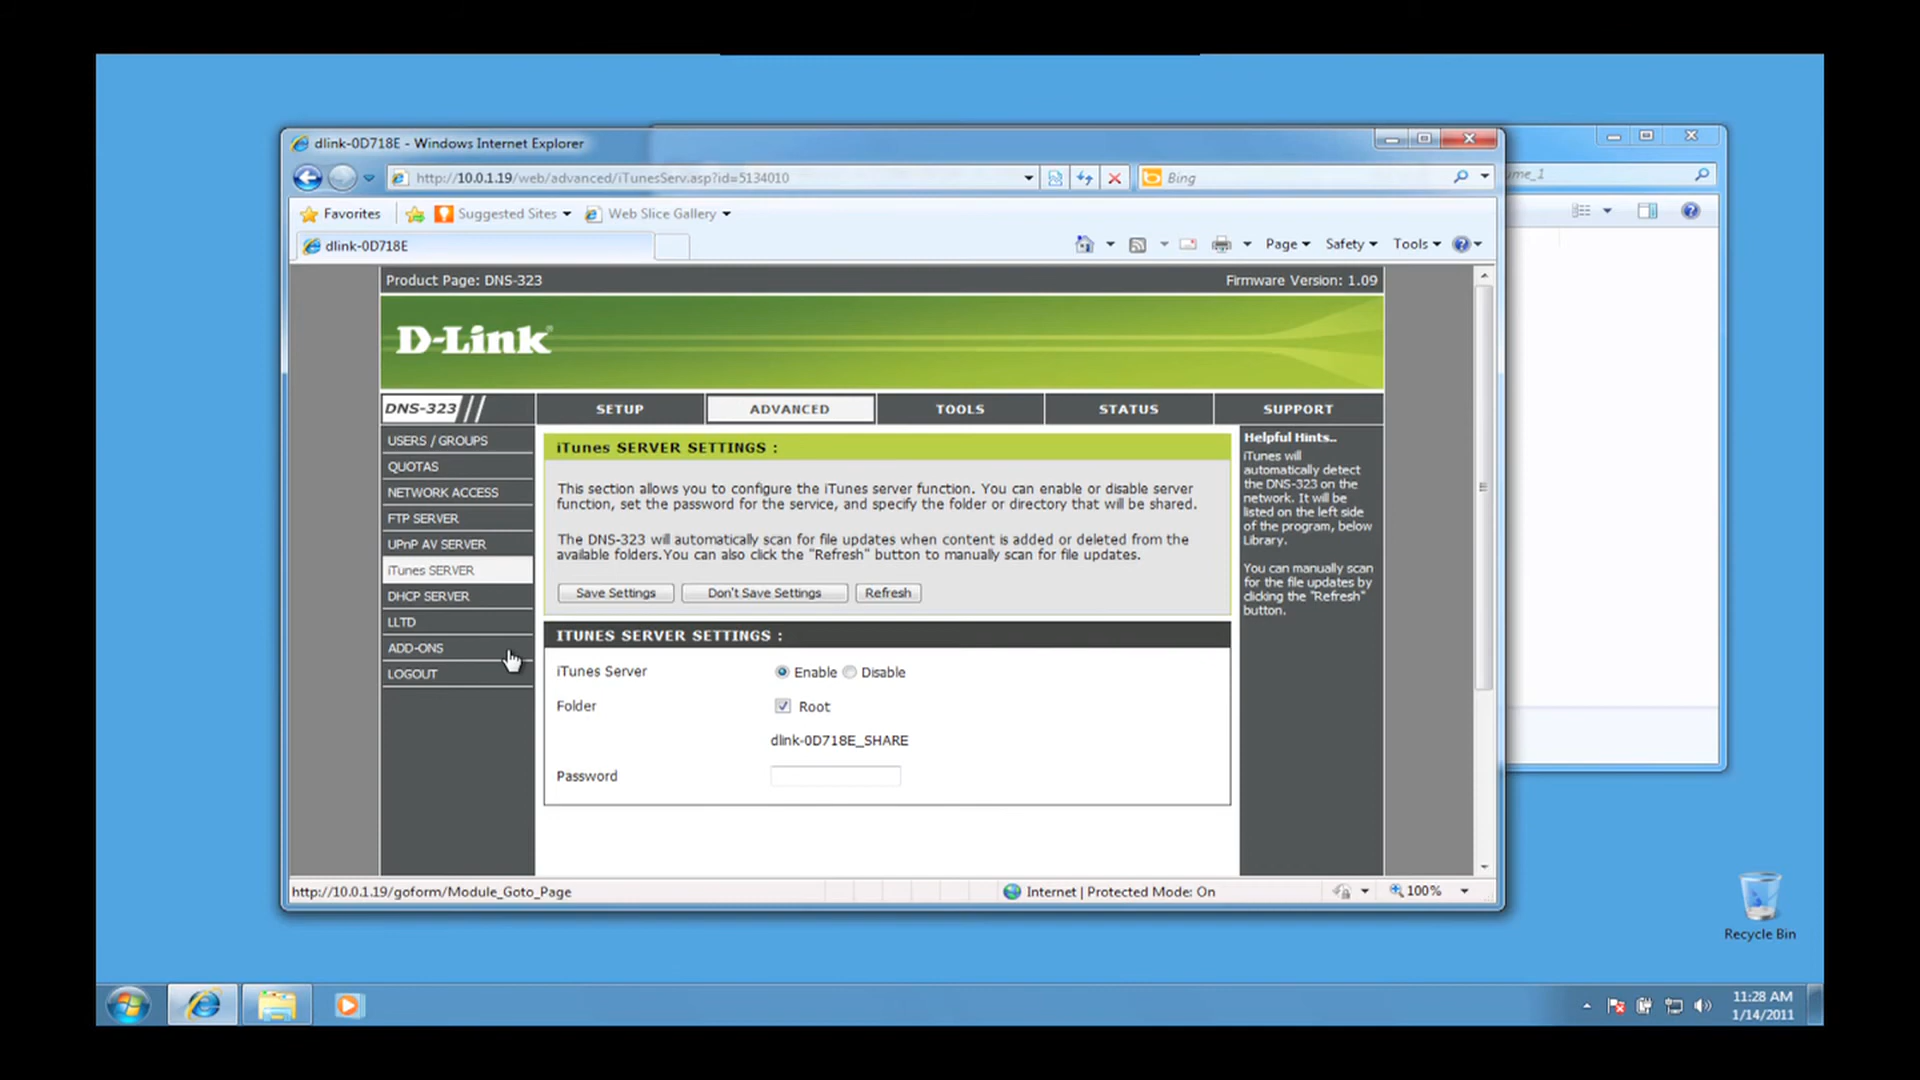 dlink-0D718E - Windows Internet Explorer
http://10.0.1.19/web/advanced/iTunesServ.asp?id=5134010
Bing
Favorites
Suggested Sites
Web Slice Gallery
dlink-0D718E
Page
Safety
Tools
Product Page: DNS-323
Firmware Version: 1.09
D-Link
DNS-323
SETUP
ADVANCED
TOOLS
STATUS
SUPPORT
USERS / GROUPS
QUOTAS
NETWORK ACCESS
FTP SERVER
UPnP AV SERVER
iTunes SERVER
DHCP SERVER
LLTD
ADD-ONS
LOGOUT
iTunes SERVER SETTINGS :
This section allows you to configure the iTunes server function. You can enable or disable server
function, set the password for the service, and specify the folder or directory that will be shared.
The DNS-323 will automatically scan for file updates when content is added or deleted from the
available folders.You can also click the "Refresh" button to manually scan for file updates.
Save Settings
Don't Save Settings
Refresh
ITUNES SERVER SETTINGS :
iTunes Server
Enable
Disable
Folder
Root
dlink-0D718E_SHARE
Password
Helpful Hints..
iTunes will
automatically detect
the DNS-323 on the
network. It will be
listed on the left side
of the program, below
Library.
You can manually scan
for the file updates by
clicking the "Refresh"
button.
http://10.0.1.19/goform/Module_Goto_Page
Internet | Protected Mode: On
100%
Recycle Bin
11:28 AM
1/14/2011